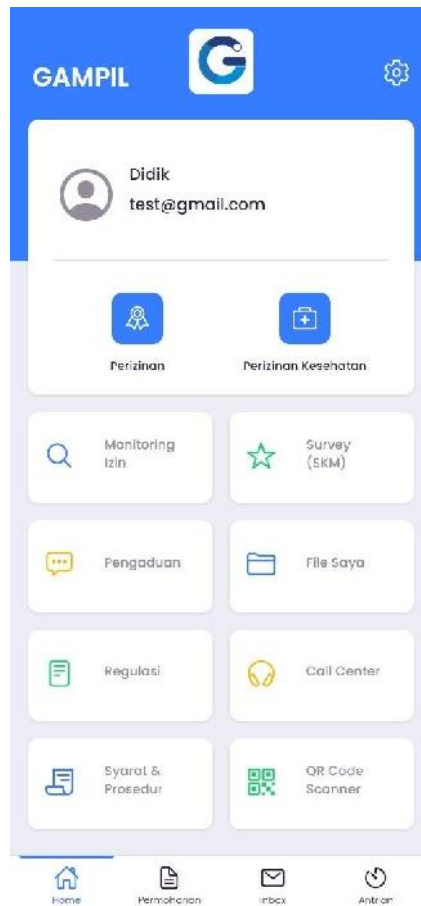 GAMPIL
Didik
test@gmail.com
Perizinan
Perizinan Kesehatan
Monitoring
Izin
Survey
(SKM)
Pengaduan
File Saya
Regulasi
Call Center
Syarat &
Prosedur
QR Code
Scanner
Home
Permohonan
Inbox
Antrian